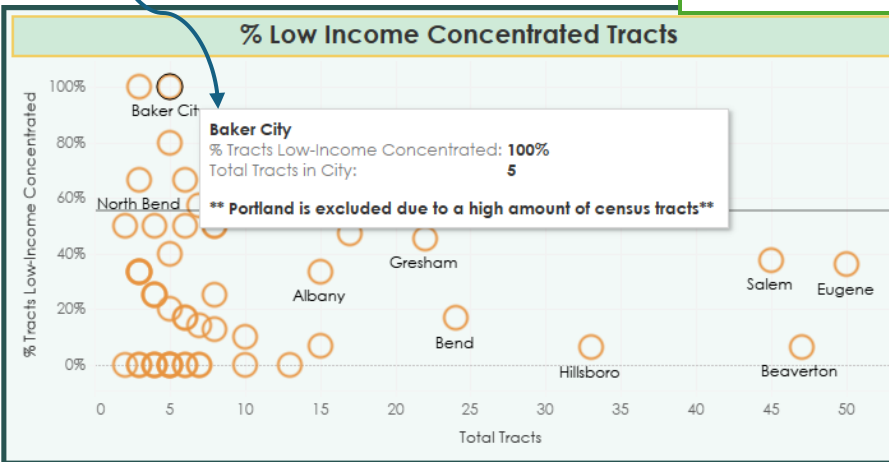 % Low Income Concentrated Tracts
% Tracts Low-Income Concentrated
100%
80%
60%
40%
20%
0%
Baker Cit
Baker City
% Tracts Low-Income Concentrated: 100%
Total Tracts in City: 5
** Portland is excluded due to a high amount of census tracts**
North Bend
Gresham
Albany
Salem
Eugene
Bend
Hillsboro
Beaverton
0 5 10 15 20 25 30 35 40 45 50
Total Tracts